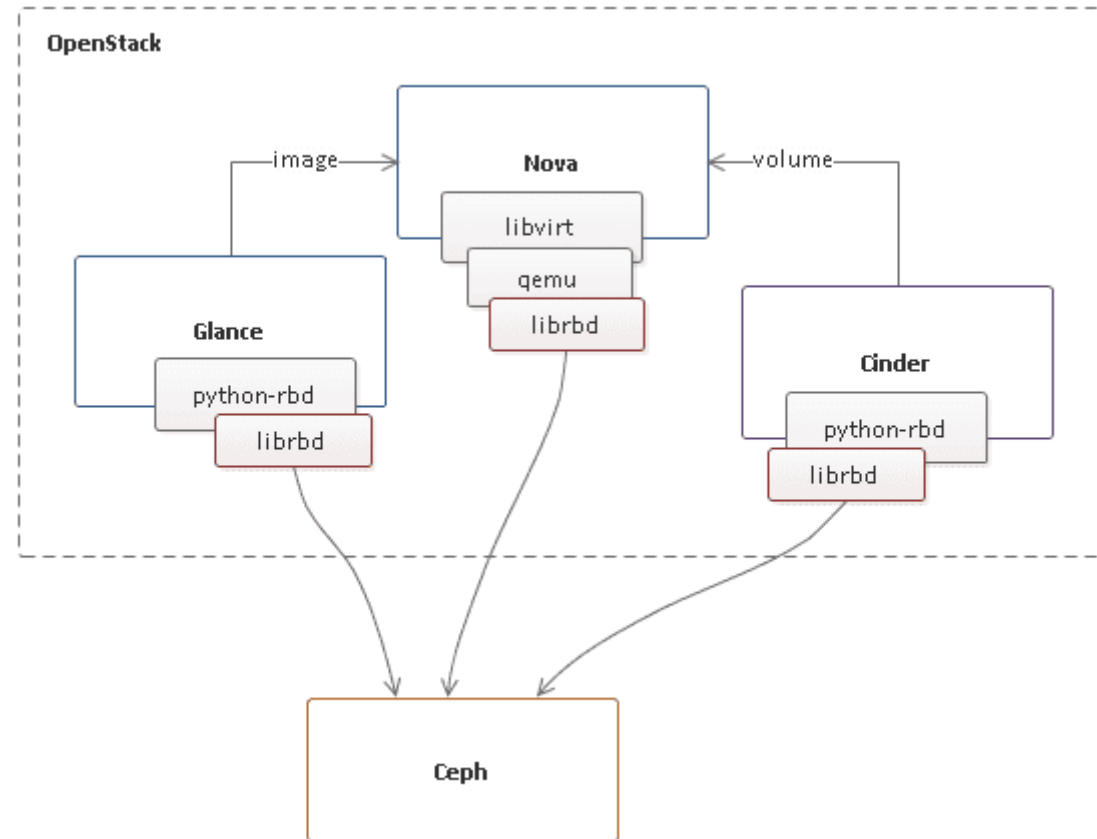 OpenStack
image
Nova
volume
libvirt
qemu
librbd
Glance
python-rbd
librbd
Cinder
python-rbd
librbd
Ceph